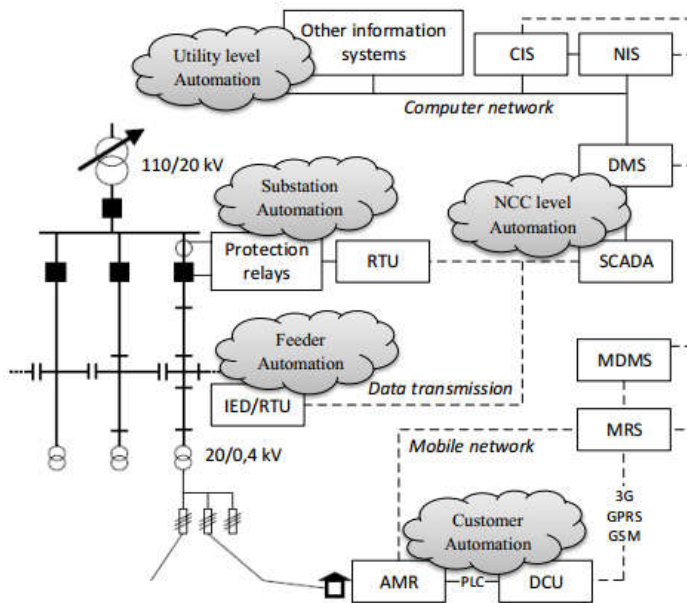 Other information
systems
Utility level
Automation
CIS
NIS
Computer network
110/20 kV
Substation
Automation
DMS
NCC level
Automation
Protection
relays
RTU
SCADA
Feeder
Automation
Data transmission
MDMS
IED/RTU
20/0,4 kV
Mobile network
MRS
3G
GPRS
GSM
Customer
Automation
AMR
PLC
DCU